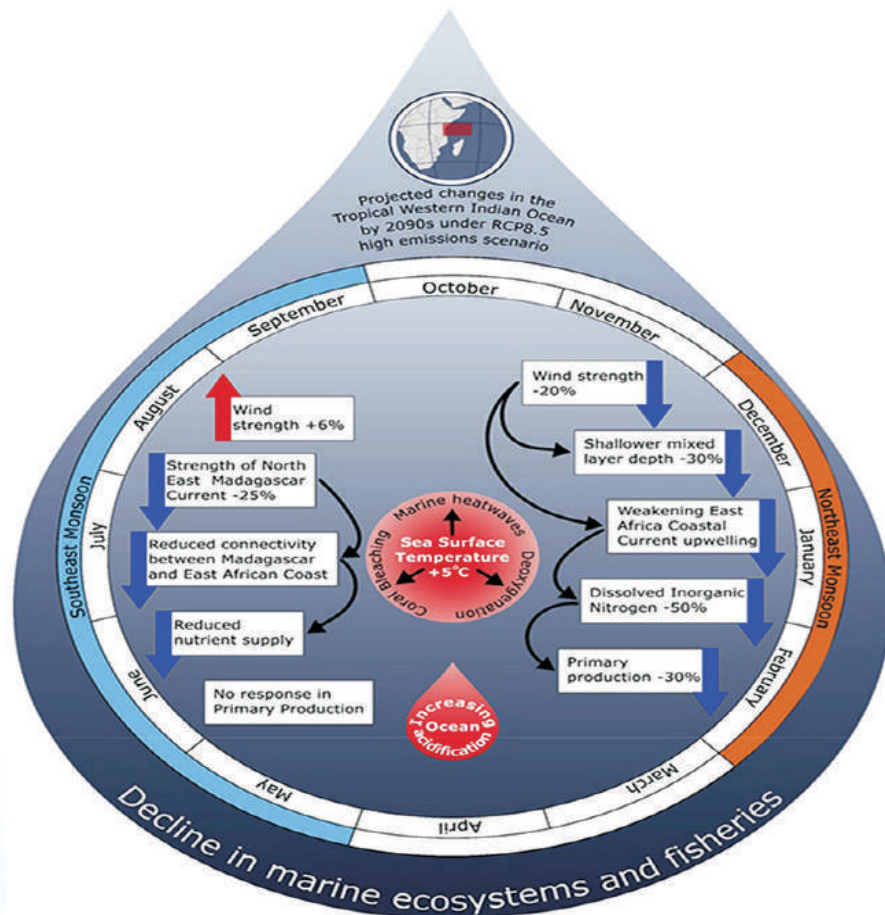 Projected changes in the
Tropical Western Indian Ocean
by 2090s under RCP8.5
high emissions scenario
October
November
December
January
February
March
April
May
June
July
August
September
Southeast Monsoon
Northeast Monsoon
Wind
strength +6%
Strength of North
East Madagascar
Current -25%
Reduced connectivity
between Madagascar
and East African Coast
Reduced
nutrient supply
No response in
Primary Production
Marine heatwaves
Coral Bleaching
Deoxygenation
Sea Surface
Temperature
+5°C
Increasing
Ocean
acidification
Wind strength
-20%
Shallower mixed
layer depth -30%
Weakening East
Africa Coastal
Current upwelling
Dissolved Inorganic
Nitrogen -50%
Primary
production -30%
Decline in marine ecosystems and fisheries